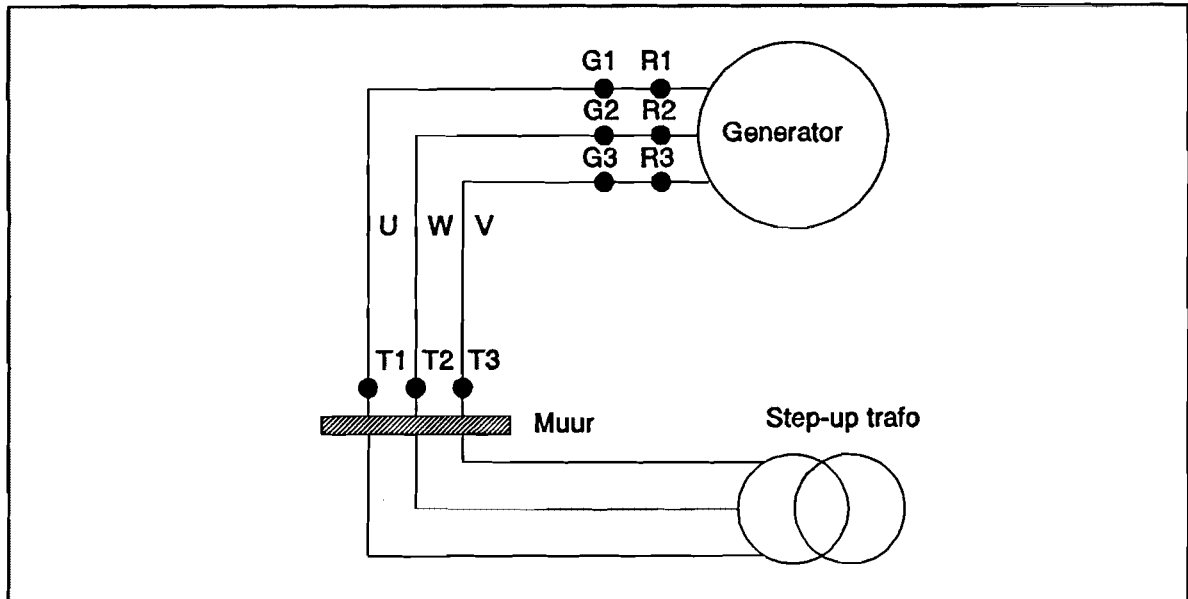 G1 R1
G2 R2
Generator
G3 R3
U W V
T1 T2 T3
Muur
Step-up trafo